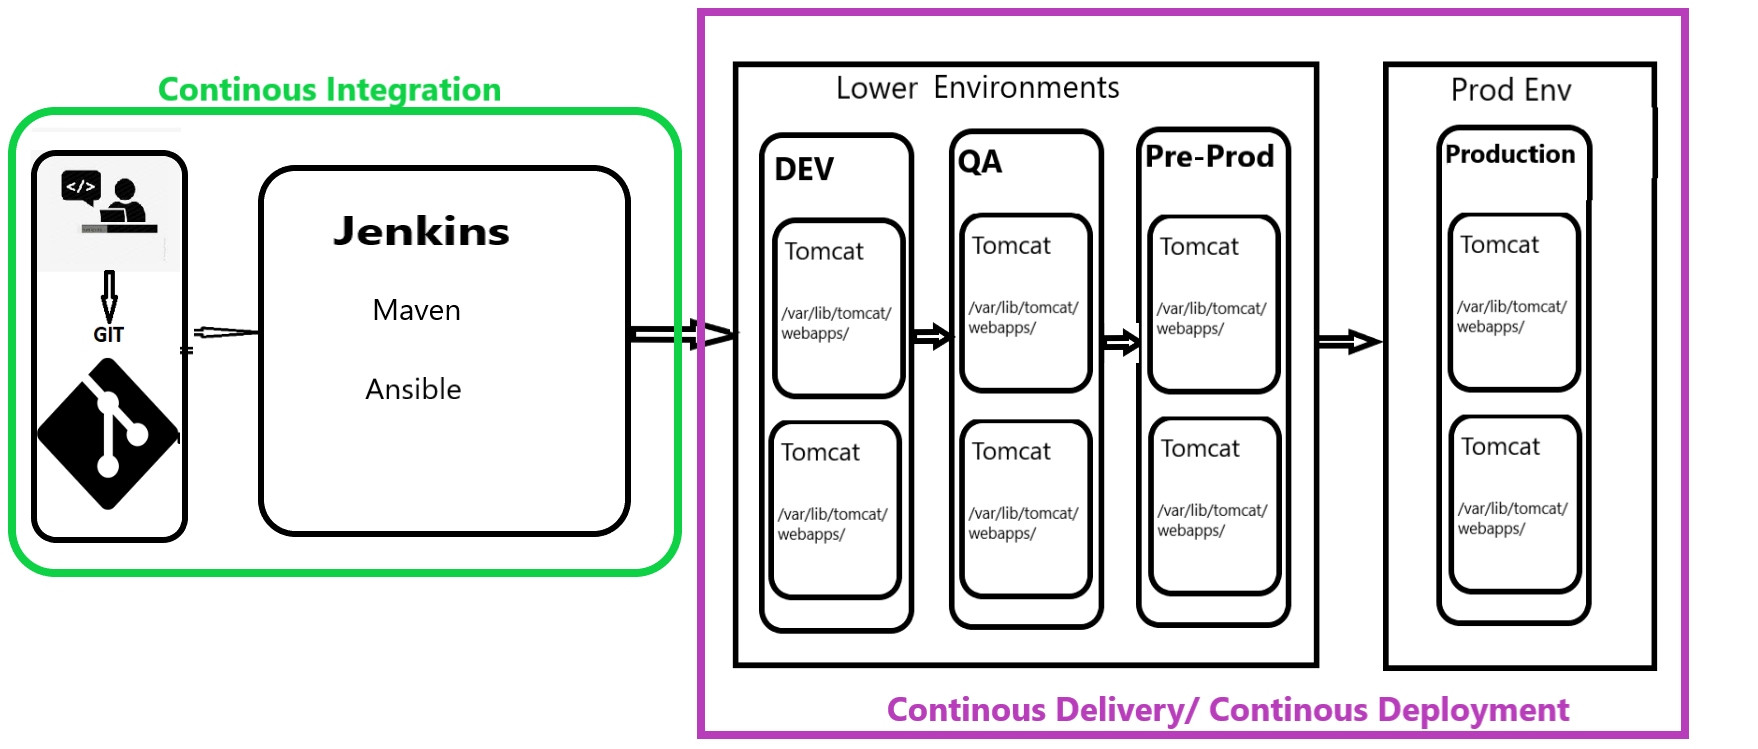 Continous Integration
</>
GIT
Jenkins
Maven
Ansible
Lower Environments
DEV
Tomcat
/var/lib/tomcat/
webapps/
Tomcat
/var/lib/tomcat/
webapps/
QA
Tomcat
/var/lib/tomcat/
webapps/
Tomcat
/var/lib/tomcat/
webapps/
Pre-Prod
Tomcat
/var/lib/tomcat/
webapps/
Tomcat
/var/lib/tomcat/
webapps/
Prod Env
Production
Tomcat
/var/lib/tomcat/
webapps/
Tomcat
/var/lib/tomcat/
webapps/
Continous Delivery/ Continous Deployment